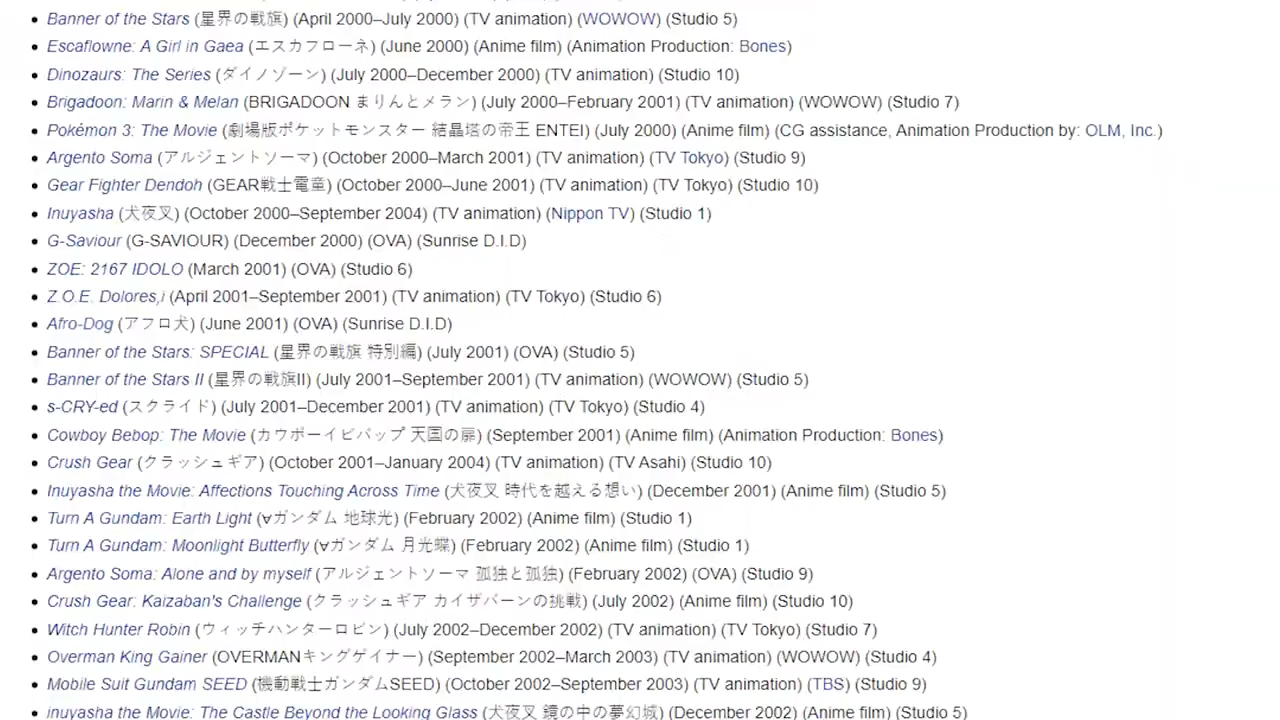 Banner of the Stars (星界の戦旗) (April 2000–July 2000) (TV animation) (WOWOW) (Studio 5)
Escaflowne: A Girl in Gaea (エスカフローネ) (June 2000) (Anime film) (Animation Production: Bones)
Dinozaurs: The Series (ダイノゾーン) (July 2000–December 2000) (TV animation) (Studio 10)
Brigadoon: Marin & Melan (BRIGADOON まりんとメラン) (July 2000–February 2001) (TV animation) (WOWOW) (Studio 7)
Pokémon 3: The Movie (劇場版ポケットモンスター 結晶塔の帝王 ENTEI) (July 2000) (Anime film) (CG assistance, Animation Production by: OLM, Inc.)
Argento Soma (アルジェントソーマ) (October 2000–March 2001) (TV animation) (TV Tokyo) (Studio 9)
Gear Fighter Dendoh (GEAR戦士電童) (October 2000–June 2001) (TV animation) (TV Tokyo) (Studio 10)
Inuyasha (犬夜叉) (October 2000–September 2004) (TV animation) (Nippon TV) (Studio 1)
G-Saviour (G-SAVIOUR) (December 2000) (OVA) (Sunrise D.I.D)
ZOE: 2167 IDOLO (March 2001) (OVA) (Studio 6)
Z.O.E. Dolores,i (April 2001–September 2001) (TV animation) (TV Tokyo) (Studio 6)
Afro-Dog (アフロ犬) (June 2001) (OVA) (Sunrise D.I.D)
Banner of the Stars: SPECIAL (星界の戦旗 特別編) (July 2001) (OVA) (Studio 5)
Banner of the Stars II (星界の戦旗II) (July 2001–September 2001) (TV animation) (WOWOW) (Studio 5)
s-CRY-ed (スクライド) (July 2001–December 2001) (TV animation) (TV Tokyo) (Studio 4)
Cowboy Bebop: The Movie (カウボーイビバップ 天国の扉) (September 2001) (Anime film) (Animation Production: Bones)
Crush Gear (クラッシュギア) (October 2001–January 2004) (TV animation) (TV Asahi) (Studio 10)
Inuyasha the Movie: Affections Touching Across Time (犬夜叉 時代を越える想い) (December 2001) (Anime film) (Studio 5)
Turn A Gundam: Earth Light (∀ガンダム 地球光) (February 2002) (Anime film) (Studio 1)
Turn A Gundam: Moonlight Butterfly (∀ガンダム 月光蝶) (February 2002) (Anime film) (Studio 1)
Argento Soma: Alone and by myself (アルジェントソーマ 孤独と孤独) (February 2002) (OVA) (Studio 9)
Crush Gear: Kaizaban's Challenge (クラッシュギア カイザバーンの挑戦) (July 2002) (Anime film) (Studio 10)
Witch Hunter Robin (ウィッチハンターロビン) (July 2002–December 2002) (TV animation) (TV Tokyo) (Studio 7)
Overman King Gainer (OVERMANキングゲイナー) (September 2002–March 2003) (TV animation) (WOWOW) (Studio 4)
Mobile Suit Gundam SEED (機動戦士ガンダムSEED) (October 2002–September 2003) (TV animation) (TBS) (Studio 9)
inuyasha the Movie: The Castle Beyond the Looking Glass (犬夜叉 鏡の中の夢幻城) (December 2002) (Anime film) (Studio 5)